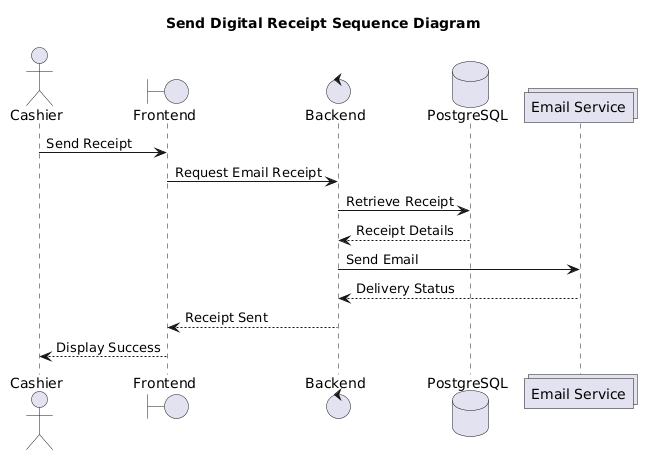 Send Digital Receipt Sequence Diagram
Cashier Frontend Backend PostgreSQL Email Service
Send Receipt
Request Email Receipt
Retrieve Receipt
Receipt Details
Send Email
Delivery Status
Receipt Sent
Display Success
Cashier Frontend Backend PostgreSQL Email Service